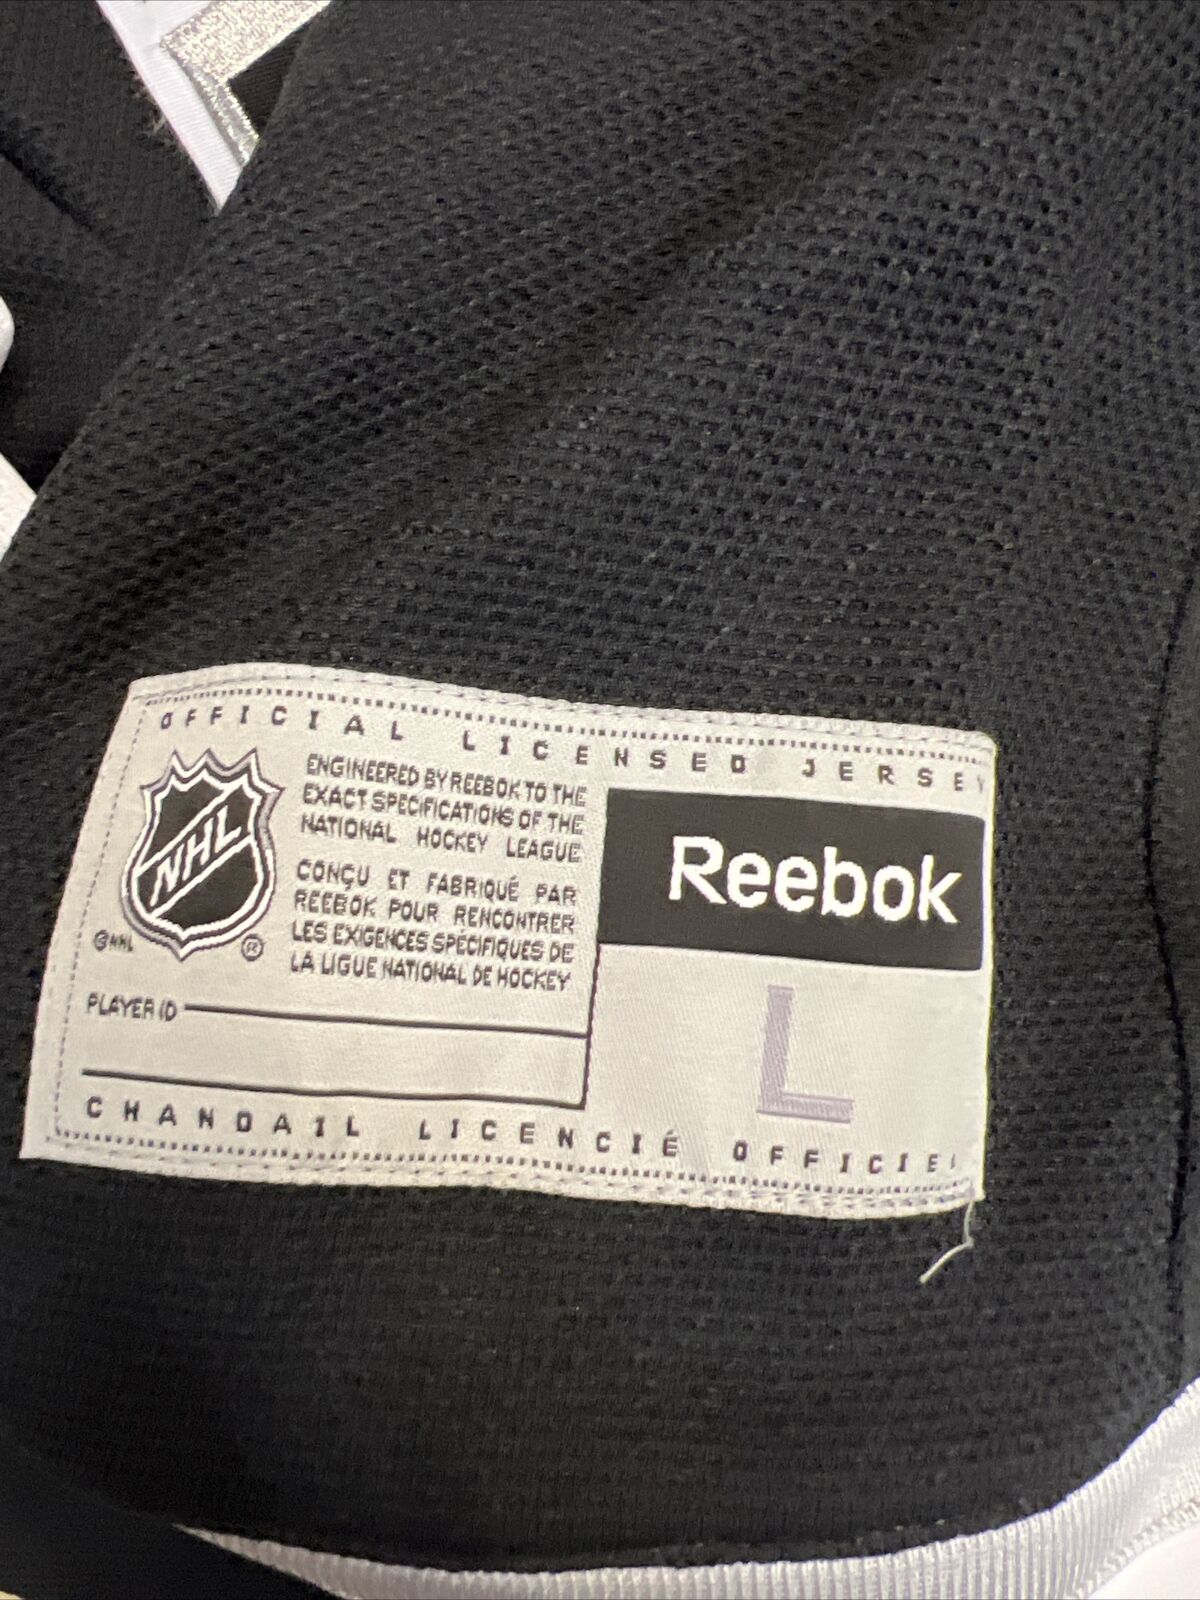 OFFICIAL LICENSED JERSEY
NHL
©NHL
®
ENGINEERED BY REEBOK TO THE
EXACT SPECIFICATIONS OF THE
NATIONAL HOCKEY LEAGUE
CONÇU ET FABRIQUÉ PAR
REEBOK POUR RENCONTRER
LES EXIGENCES SPÉCIFIQUES DE
LA LIGUE NATIONAL DE HOCKEY
Reebok
PLAYER ID
L
CHANDAIL LICENCIÉ OFFICIEL